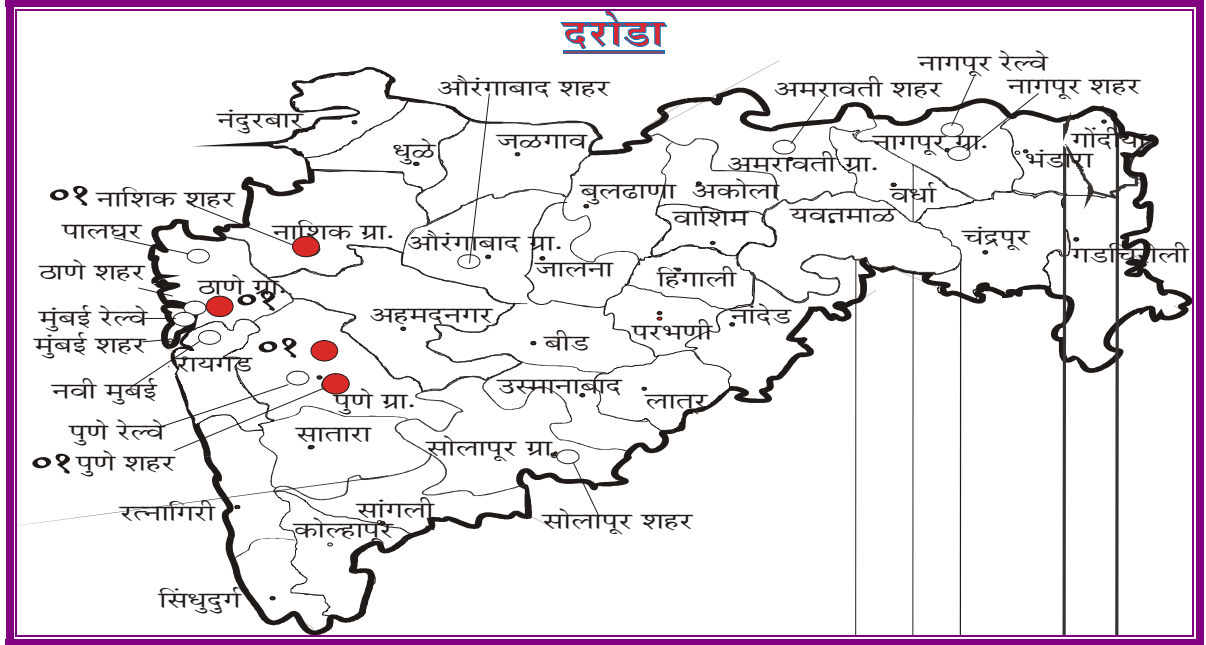 दरोडा
नागपूर रेल्वे
औरंगाबाद शहर
अमरावती शहर
नागपूर शहर
नंदुरबार
धुळे
जळगाव
नागपूर ग्रा.
गोंदीया
भंडारा
अमरावती ग्रा.
०१ नाशिक शहर
बुलढाणा
अकोला
वर्धा
पालघर
नाशिक ग्रा.
औरंगाबाद ग्रा.
वाशिम
यवतमाळ
चंद्रपूर
गडचिरोली
ठाणे शहर
जालना
हिंगाली
ठाणे ग्रा.
०१
मुंबई रेल्वे
अहमदनगर
परभणी
नांदेड
मुंबई शहर
०१
बीड
रायगड
नवी मुबई
उस्मानाबाद
लातर
पुणे ग्रा.
पुणे रेल्वे
सातारा
सोलापूर ग्रा.
०१ पुणे शहर
रत्नागिरी
सांगली
सोलापूर शहर
कोल्हापूर
सिंधुदुर्ग